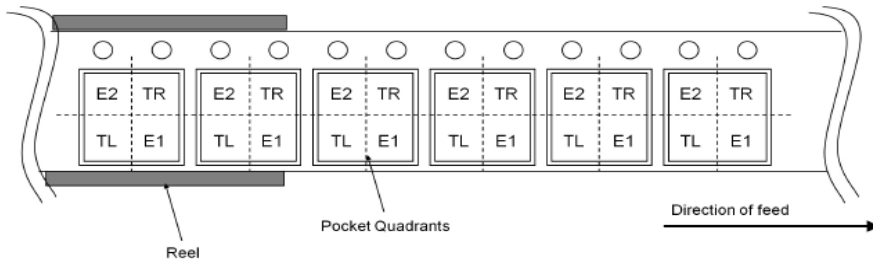 E2 TR E2 TR E2 TR E2 TR E2 TR E2 TR
TL E1 TL E1 TL E1 TL E1 TL E1 TL E1
Direction of feed
Pocket Quadrants
Reel